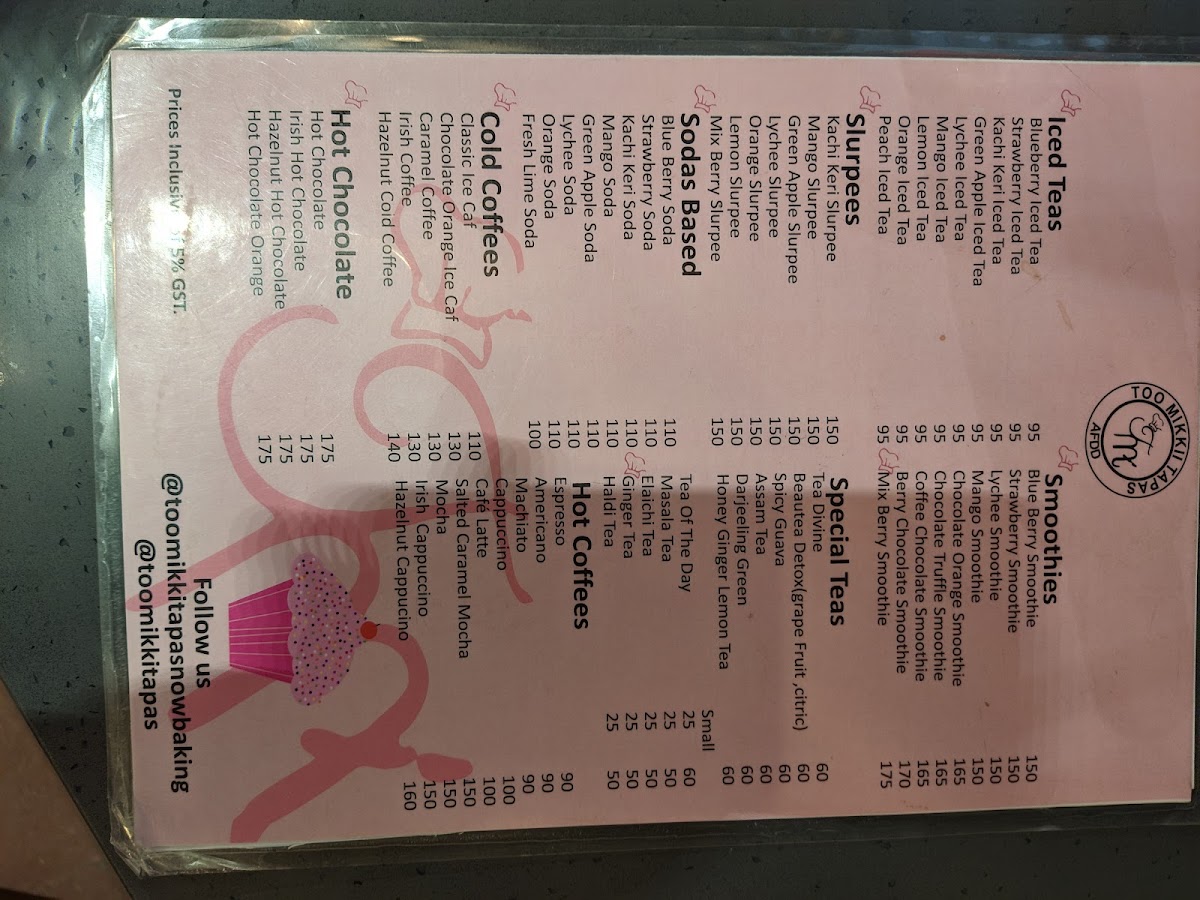 TOO MIKKI / TAPAS
AFDD
Iced Teas
Blueberry Iced Tea 95
Strawberry Iced Tea 95
Kachi Keri Iced Tea 95
Green Apple Iced Tea 95
Lychee Iced Tea 95
Mango Iced Tea 95
Lemon Iced Tea 95
Orange Iced Tea 95
Peach Iced Tea 95
Slurpees
Kachi Keri Slurpee 150
Mango Slurpee 150
Green Apple Slurpee 150
Lychee Slurpee 150
Orange Slurpee 150
Lemon Slurpee 150
Mix Berry Slurpee 150
Sodas Based
Blue Berry Soda 110
Strawberry Soda 110
Kachi Keri Soda 110
Mango Soda 110
Green Apple Soda 110
Lychee Soda 110
Orange Soda 110
Fresh Lime Soda 100
Cold Coffees
Classic Ice Caf 110
Chocolate Orange Ice Caf 130
Caramel Coffee 130
Irish Coffee 130
Hazelnut Cold Coffee 140
Hot Chocolate
Hot Chocolate 175
Irish Hot Chocolate 175
Hazelnut Hot Chocolate 175
Hot Chocolate Orange 175
Prices Inclusive of 5% GST.
Smoothies
Blue Berry Smoothie 150
Strawberry Smoothie 150
Lychee Smoothie 150
Mango Smoothie 150
Chocolate Orange Smoothie 165
Chocolate Truffle Smoothie 165
Coffee Chocolate Smoothie 165
Berry Chocolate Smoothie 170
Mix Berry Smoothie 175
Special Teas
Tea Divine 60
Beautea Detox(grape Fruit ,citric) 60
Spicy Guava 60
Assam Tea 60
Darjeeling Green 60
Honey Ginger Lemon Tea 60
Small
Tea Of The Day 25 60
Masala Tea 25 50
Elaichi Tea 25 50
Ginger Tea 25 50
Haldi Tea 25 50
Hot Coffees
Espresso 90
Americano 90
Machiato 90
Cappuccino 100
Café Latte 100
Salted Caramel Mocha 150
Mocha 150
Irish Cappuccino 150
Hazelnut Cappucino 160
Follow us
@toomikkitapasnowbaking
@toomikkitapas